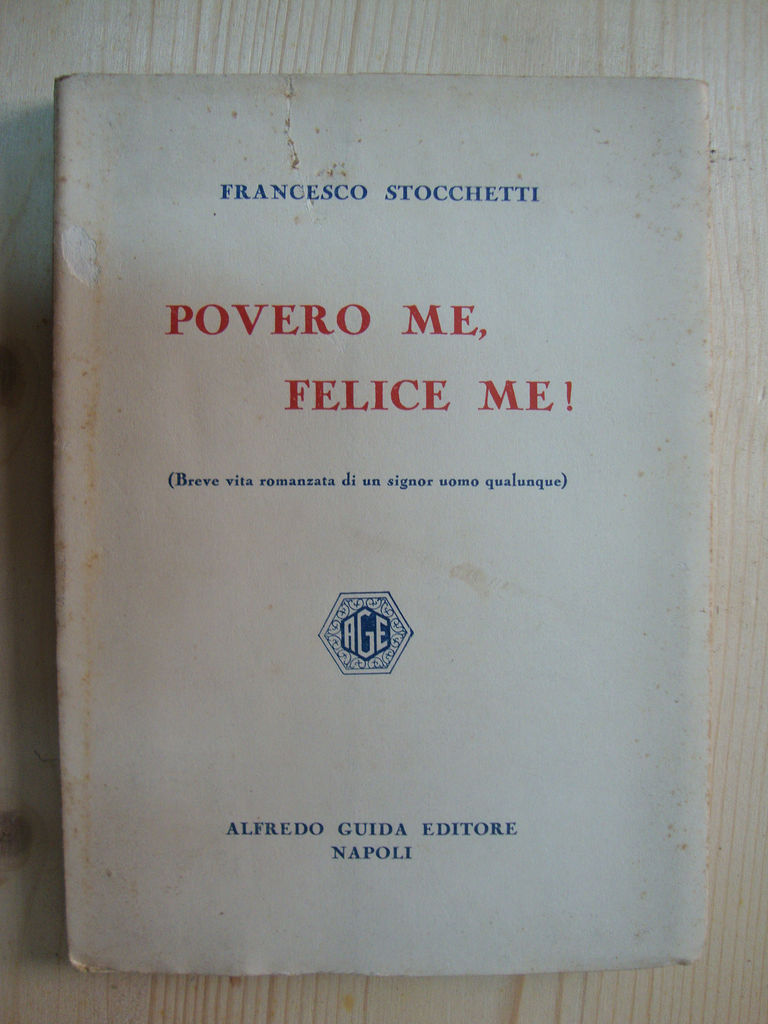 FRANCESCO STOCCHETTI
POVERO ME,
FELICE ME!
(Breve vita romanzata di un signor uomo qualunque)
AGE
ALFREDO GUIDA EDITORE
NAPOLI